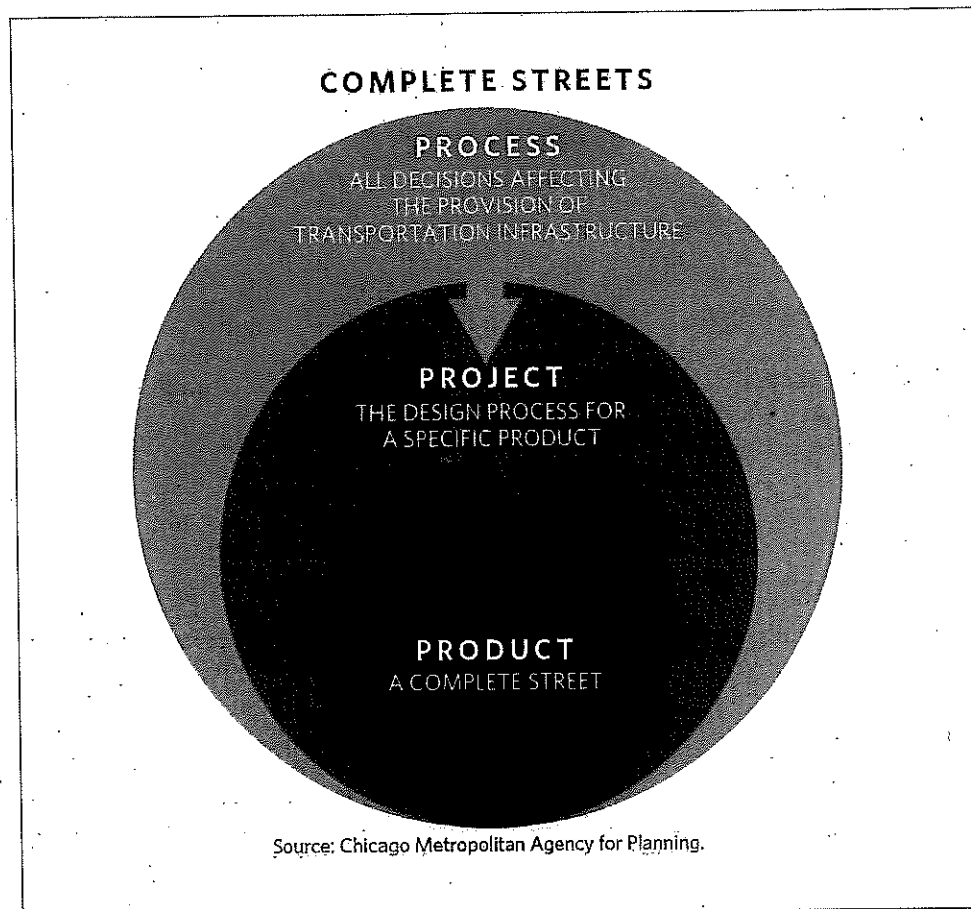 COMPLETE STREETS
PROCESS
ALL DECISIONS AFFECTING
THE PROVISION OF
TRANSPORTATION INFRASTRUCTURE
PROJECT
THE DESIGN PROCESS FOR
A SPECIFIC PRODUCT
PRODUCT
A COMPLETE STREET
Source: Chicago Metropolitan Agency for Planning.